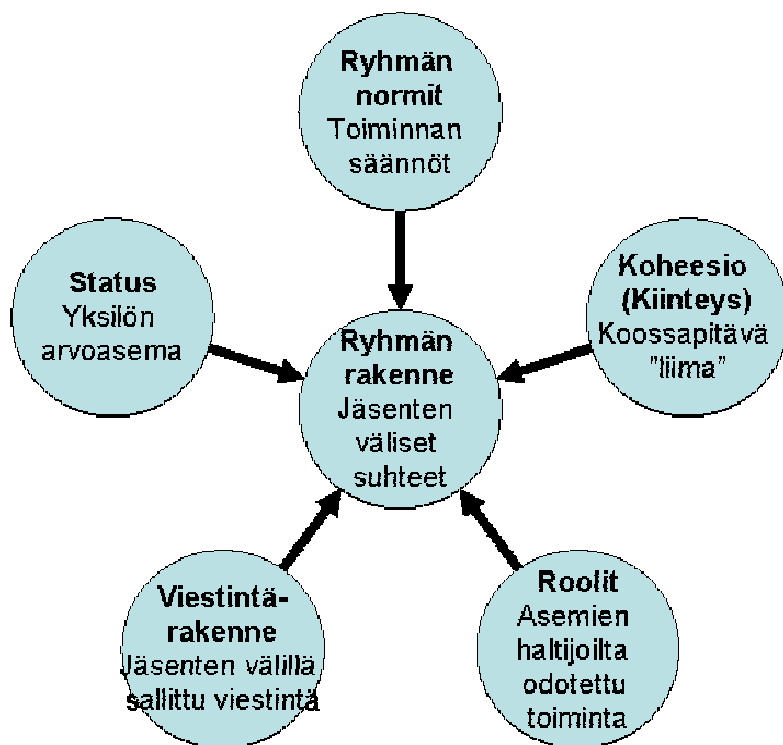 Ryhmän
normit
Toiminnan
säännöt
Status
Yksilön
arvoasema
Koheesio
(Kiinteys)
Koossapitävä
"liima"
Ryhmän
rakenne
Jäsenten
väliset
suhteet
Viestintä-
rakenne
Jäsenten välillä
sallittu viestintä
Roolit
Asemien
haltijoilta
odotettu
toiminta